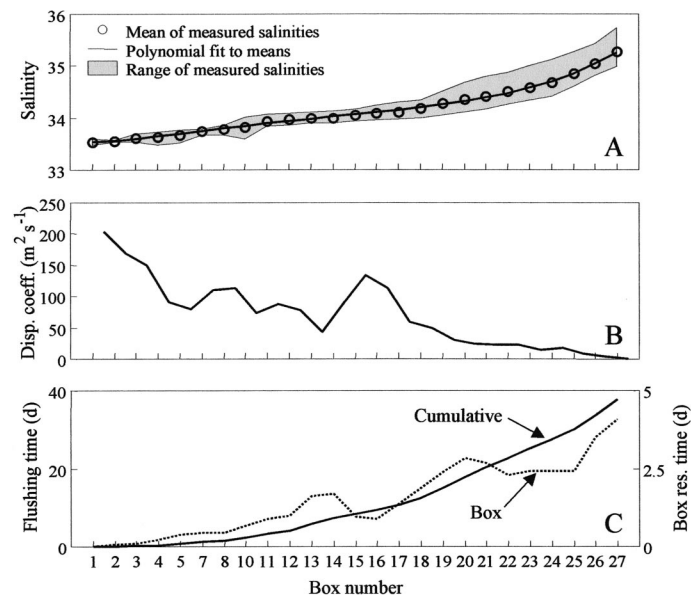 36
35
34
33
Salinity
Mean of measured salinities
Polynomial fit to means
Range of measured salinities
A
250
200
150
100
50
0
Disp. coeff. (m² s⁻¹)
B
40
20
0
Flushing time (d)
Cumulative
Box
C
5
2.5
0
Box res. time (d)
1 2 3 4 5 7 8 10 11 12 13 14 15 16 17 18 19 20 21 22 23 24 25 26 27
Box number